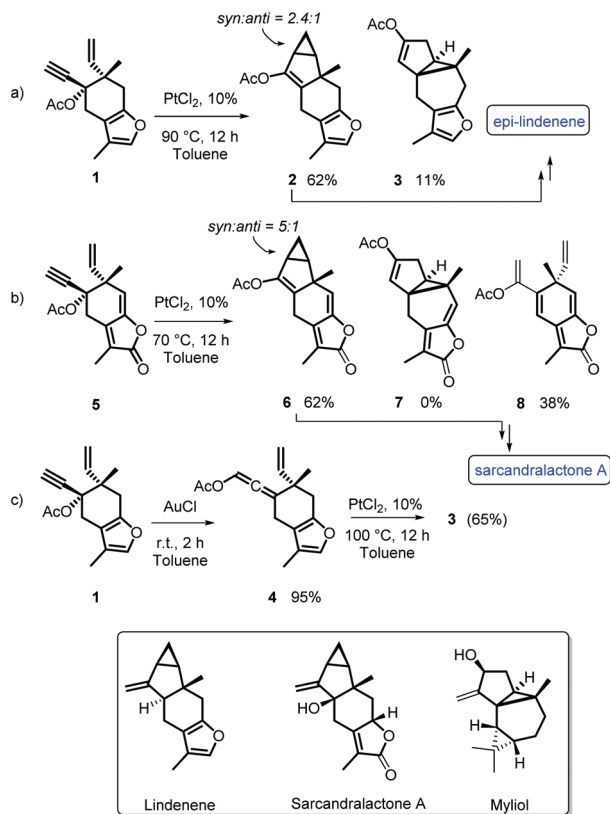 syn:anti = 2.4:1
a)
AcO
PtCl2, 10%
90 °C, 12 h
Toluene
AcO
O
AcO
H
O
O
epi-lindenene
1
2 62%
3 11%
syn:anti = 5:1
b)
AcO
PtCl2, 10%
70 °C, 12 h
Toluene
AcO
O
O
AcO
H
O
O
AcO
O
O
O
O
5
6 62%
7 0%
8 38%
sarcandralactone A
c)
AcO
O
AuCl
r.t., 2 h
Toluene
AcO
O
PtCl2, 10%
100 °C, 12 h
Toluene
3 (65%)
1
4 95%
H
O
HO
H
O
O
HO
H
H
H
Lindenene
Sarcandralactone A
Myliol